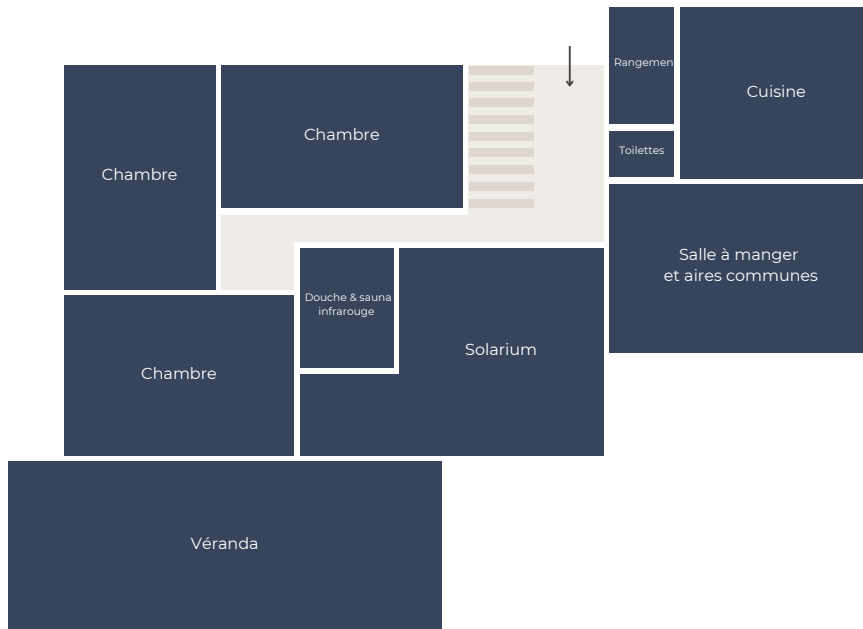 Rangemen
Cuisine
Chambre
Chambre
Toilettes
Salle à manger
et aires communes
Douche & sauna
infrarouge
Solarium
Chambre
Véranda